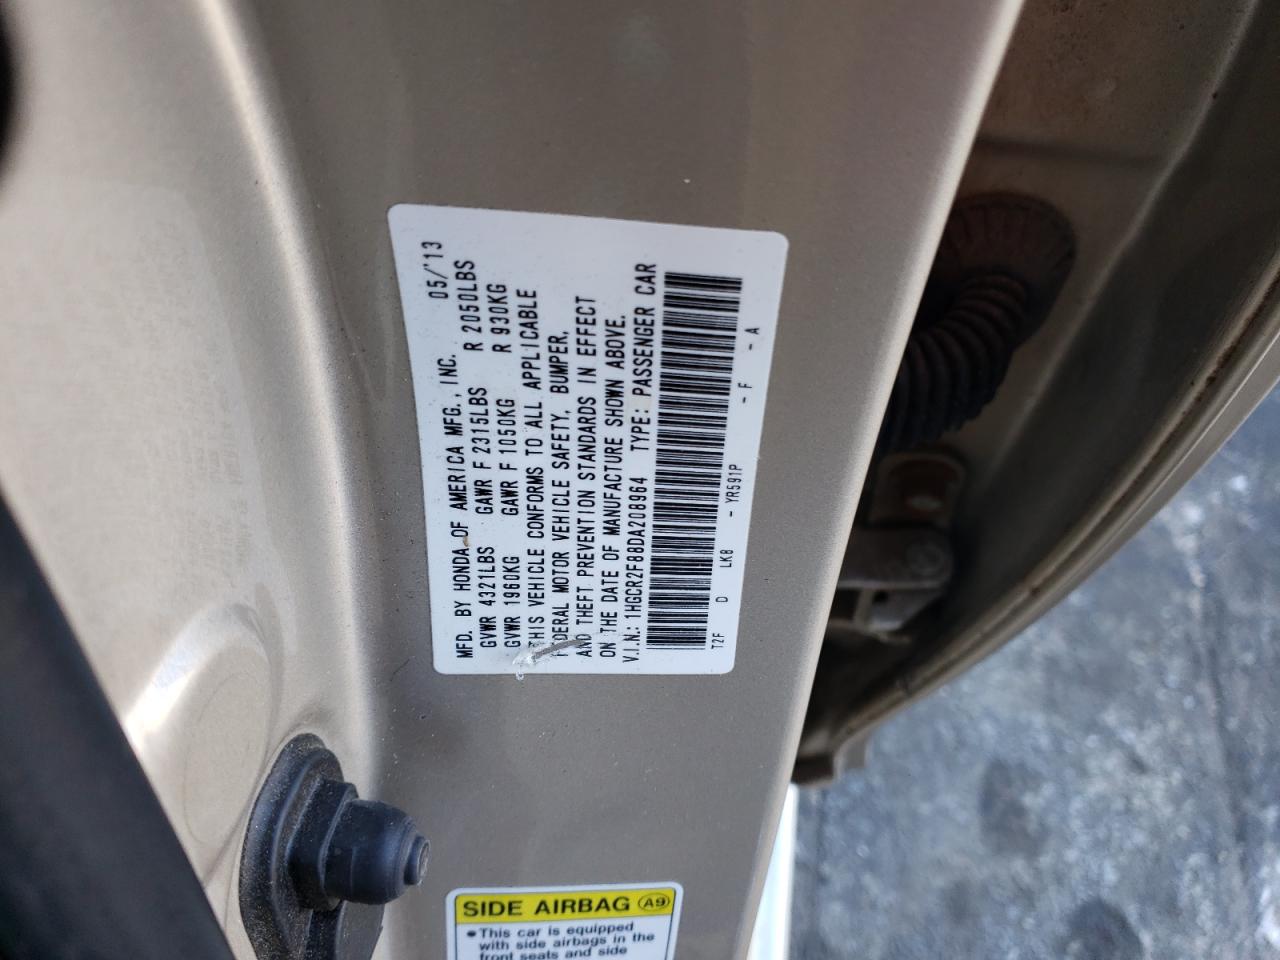 MFD. BY HONDA OF AMERICA MFG., INC. 05/'13
GVWR 4321LBS GAWR F 2315LBS R 2050LBS
GVWR 1960KG GAWR F 1050KG R 930KG
THIS VEHICLE CONFORMS TO ALL APPLICABLE
FEDERAL MOTOR VEHICLE SAFETY, BUMPER,
AND THEFT PREVENTION STANDARDS IN EFFECT
ON THE DATE OF MANUFACTURE SHOWN ABOVE.
V.I.N.: 1HGCR2F88DA208964 TYPE: PASSENGER CAR
T2F D LK8 - YR591P - F - A
SIDE AIRBAG A9
• This car is equipped
with side airbags in the
front seats and side